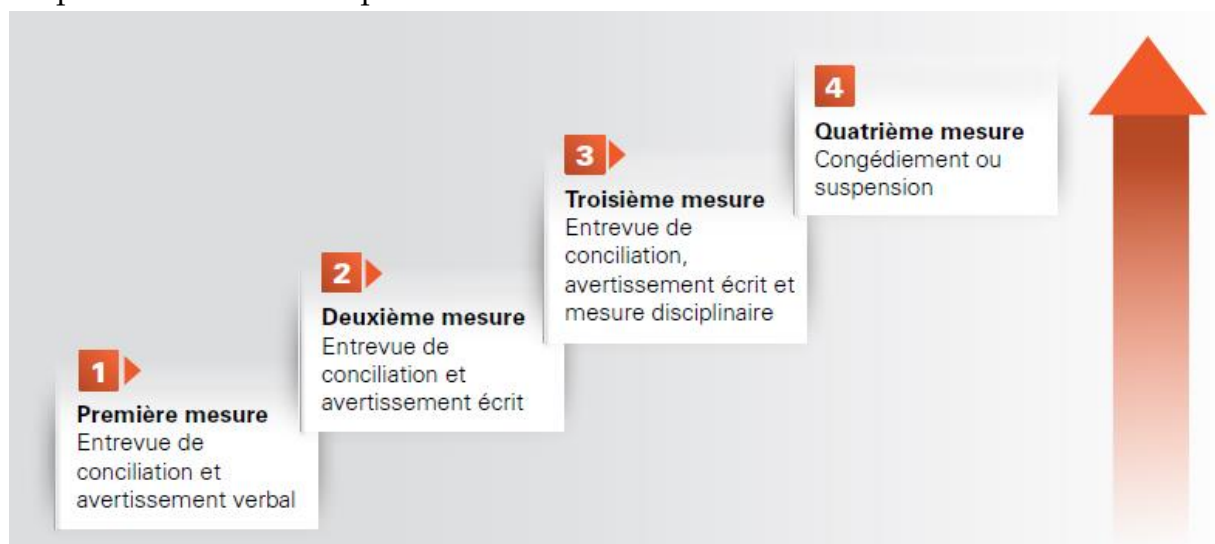 1
Première mesure
Entrevue de
conciliation et
avertissement verbal
2
Deuxième mesure
Entrevue de
conciliation et
avertissement écrit
3
Troisième mesure
Entrevue de
conciliation,
avertissement écrit et
mesure disciplinaire
4
Quatrième mesure
Congédiement ou
suspension